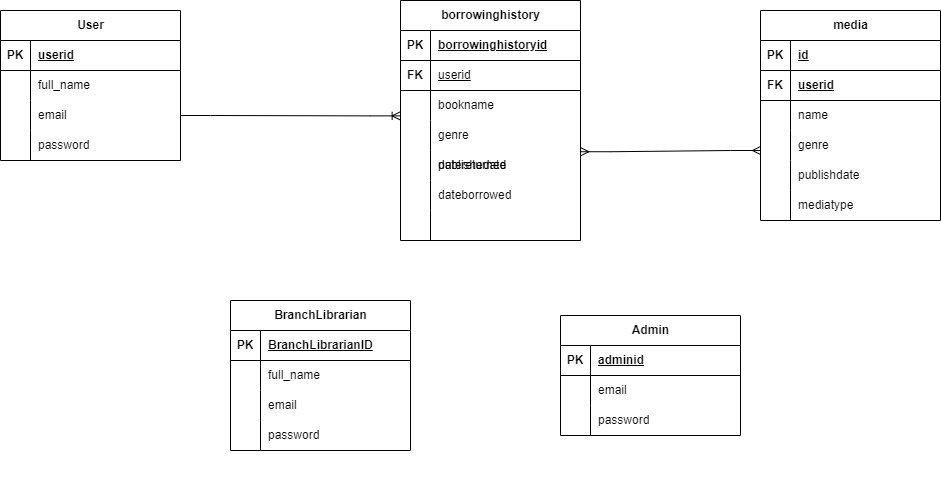 User
PK userid
full_name
email
password
borrowinghistory
PK borrowinghistoryid
FK userid
bookname
genre
dateborrowed
media
PK id
FK userid
name
genre
publishdate
mediatype
BranchLibrarian
PK BranchLibrarianID
full_name
email
password
Admin
PK adminid
email
password